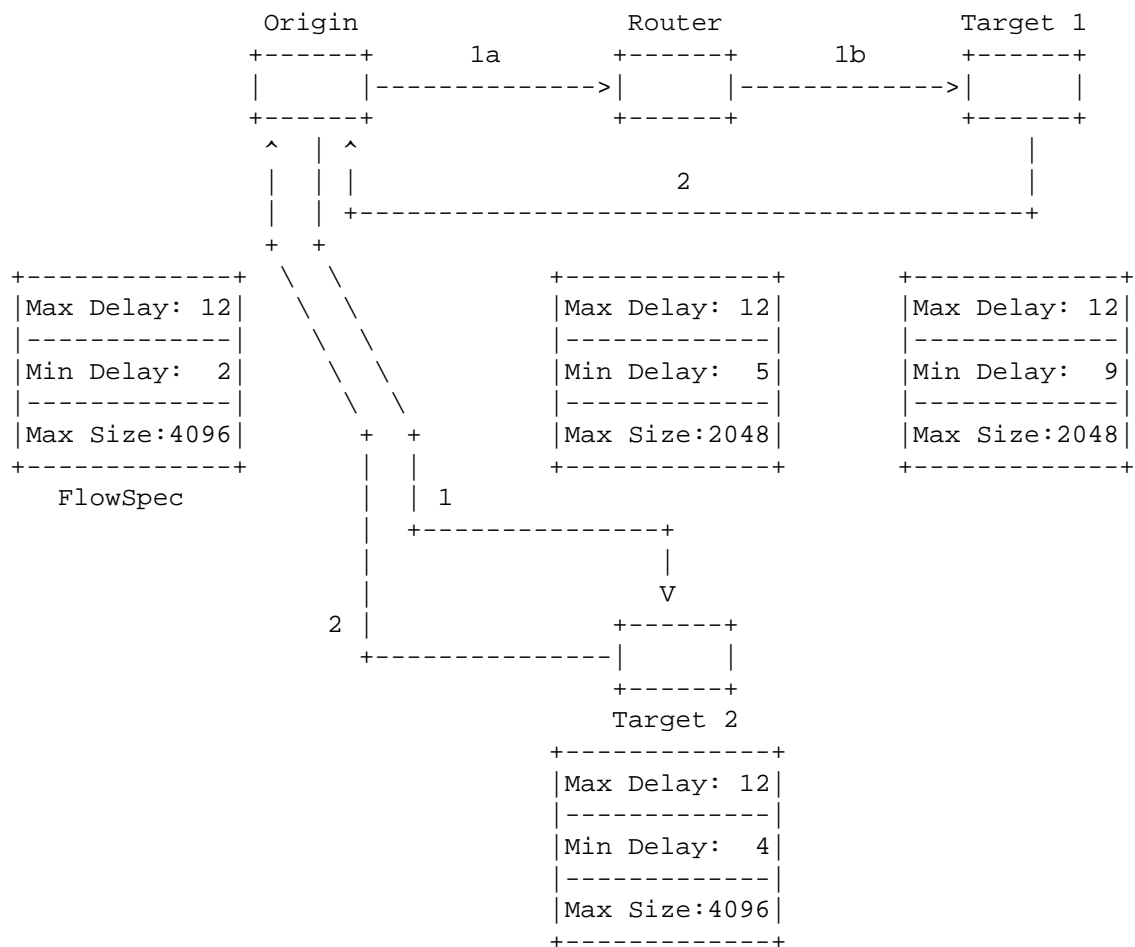 Origin Router Target 1
1a 1b
2
Max Delay: 12 Max Delay: 12 Max Delay: 12
Min Delay: 2 Min Delay: 5 Min Delay: 9
Max Size:4096 Max Size:2048 Max Size:2048
FlowSpec 1
2
Target 2
Max Delay: 12
Min Delay: 4
Max Size:4096